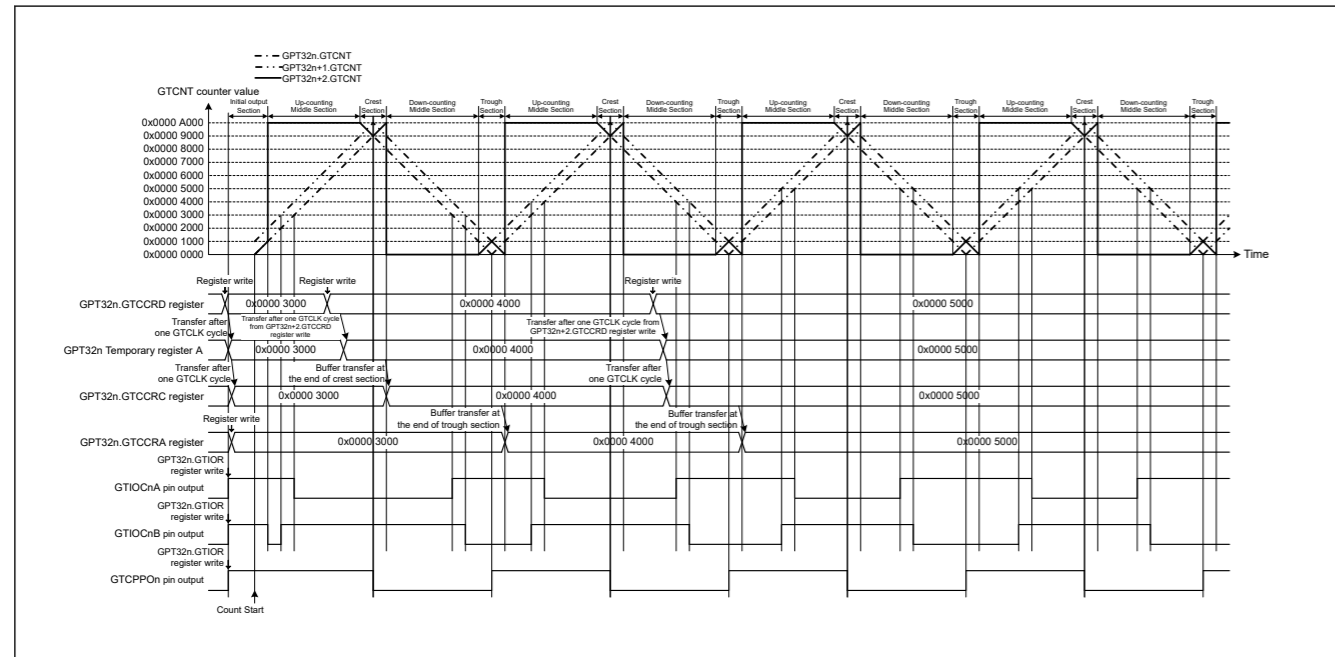 GPT32n.GTCNT
GPT32n+1.GTCNT
GPT32n+2.GTCNT
GTCNT counter value
Initial output
Section
Up-counting
Middle Section
Crest
Section
Down-counting
Middle Section
Trough
Section
Up-counting
Middle Section
Crest
Section
Down-counting
Middle Section
Trough
Section
Up-counting
Middle Section
Crest
Section
Down-counting
Middle Section
Trough
Section
Up-counting
Middle Section
Crest
Section
Down-counting
Middle Section
Trough
Section
0x0000 A000
0x0000 9000
0x0000 8000
0x0000 7000
0x0000 6000
0x0000 5000
0x0000 4000
0x0000 3000
0x0000 2000
0x0000 1000
0x0000 0000
Time
Register write
Register write
Register write
GPT32n.GTCCRD register
0x0000 3000
0x0000 4000
0x0000 5000
Transfer after
one GTCLK cycle
Transfer after one GTCLK cycle
from GPT32n+2.GTCCRD
register write
Transfer after one GTCLK cycle from
GPT32n+2.GTCCRD register write
GPT32n Temporary register A
0x0000 3000
0x0000 4000
0x0000 5000
Transfer after
one GTCLK cycle
Buffer transfer at
the end of crest section
Transfer after
one GTCLK cycle
GPT32n.GTCCRC register
0x0000 3000
0x0000 4000
0x0000 5000
Register write
Buffer transfer at
the end of trough section
Buffer transfer at
the end of trough section
GPT32n.GTCCRA register
0x0000 3000
0x0000 4000
0x0000 5000
GPT32n.GTIOR
register write
GTIOCnA pin output
GPT32n.GTIOR
register write
GTIOCnB pin output
GPT32n.GTIOR
register write
GTCPPOn pin output
Count Start